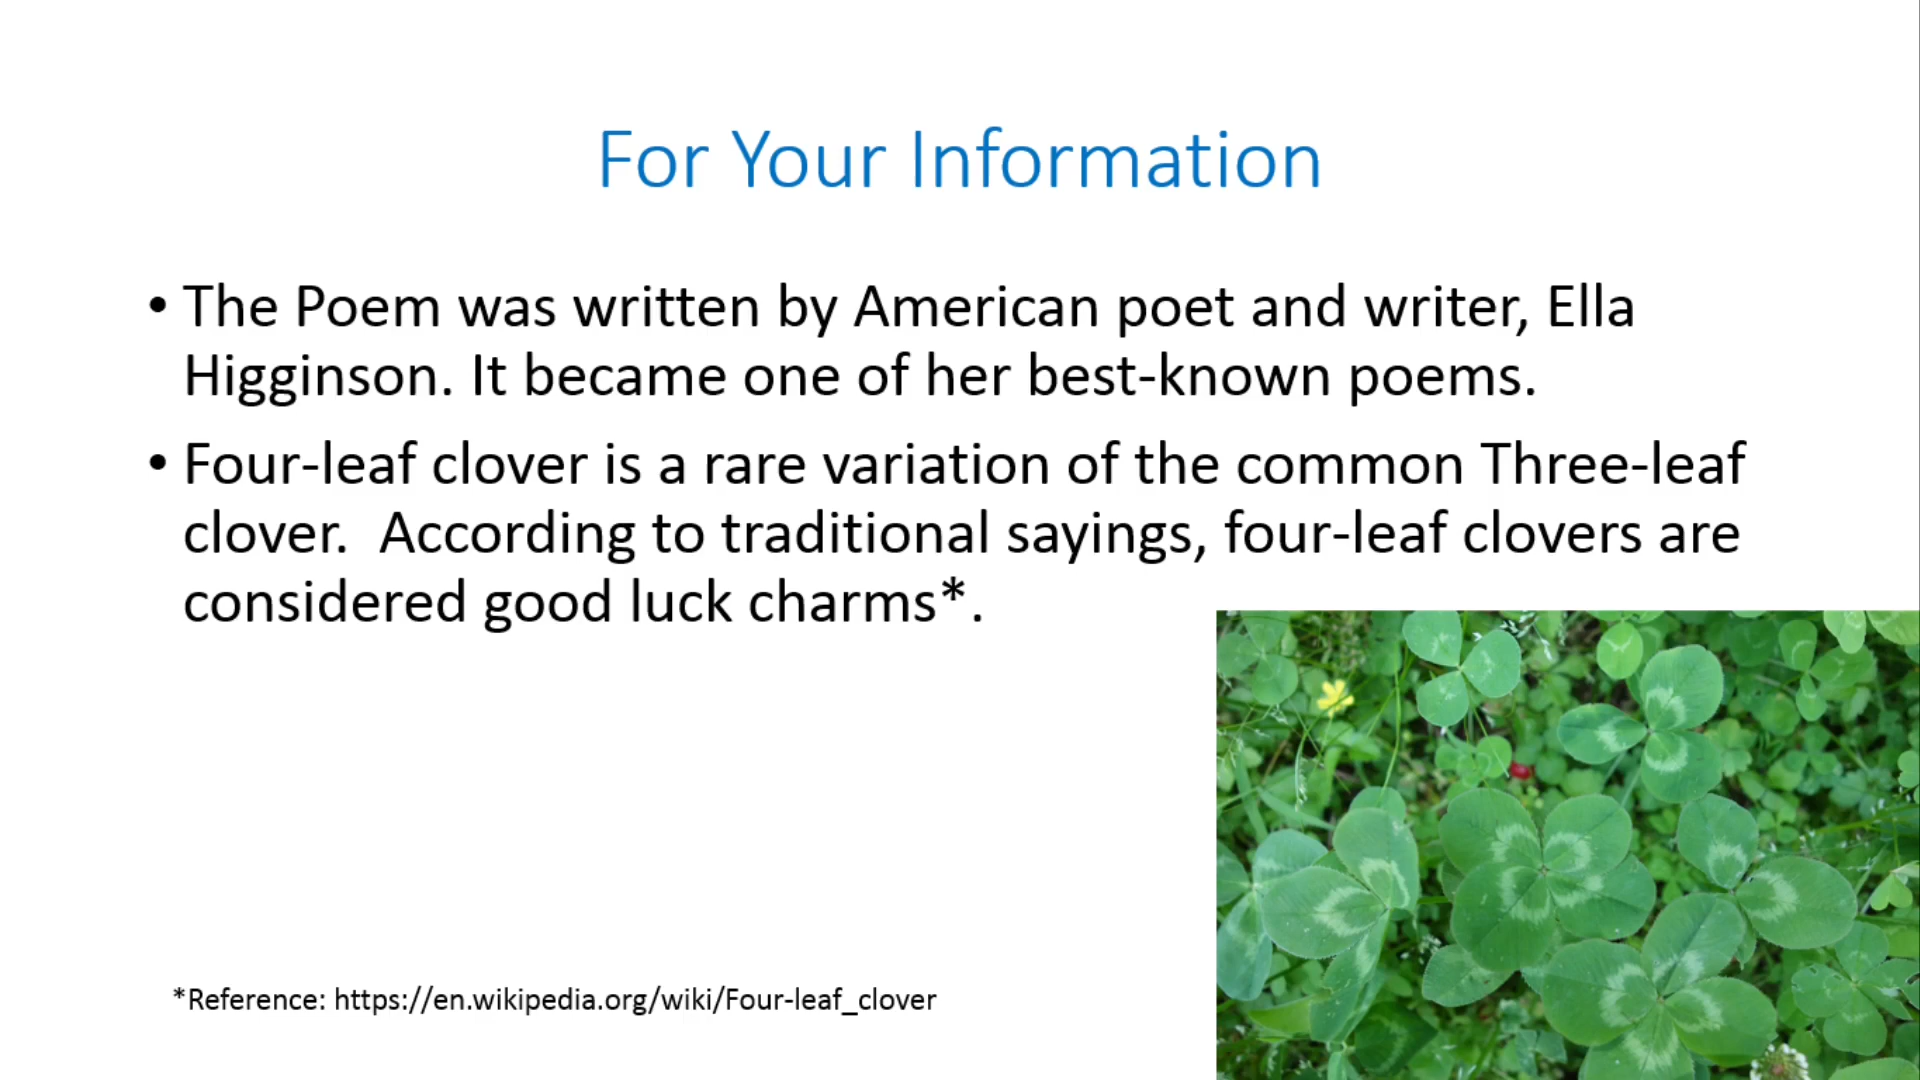 For Your Information
• The Poem was written by American poet and writer, Ella
Higginson. It became one of her best-known poems.
• Four-leaf clover is a rare variation of the common Three-leaf
clover.  According to traditional sayings, four-leaf clovers are
considered good luck charms*.
*Reference: https://en.wikipedia.org/wiki/Four-leaf_clover